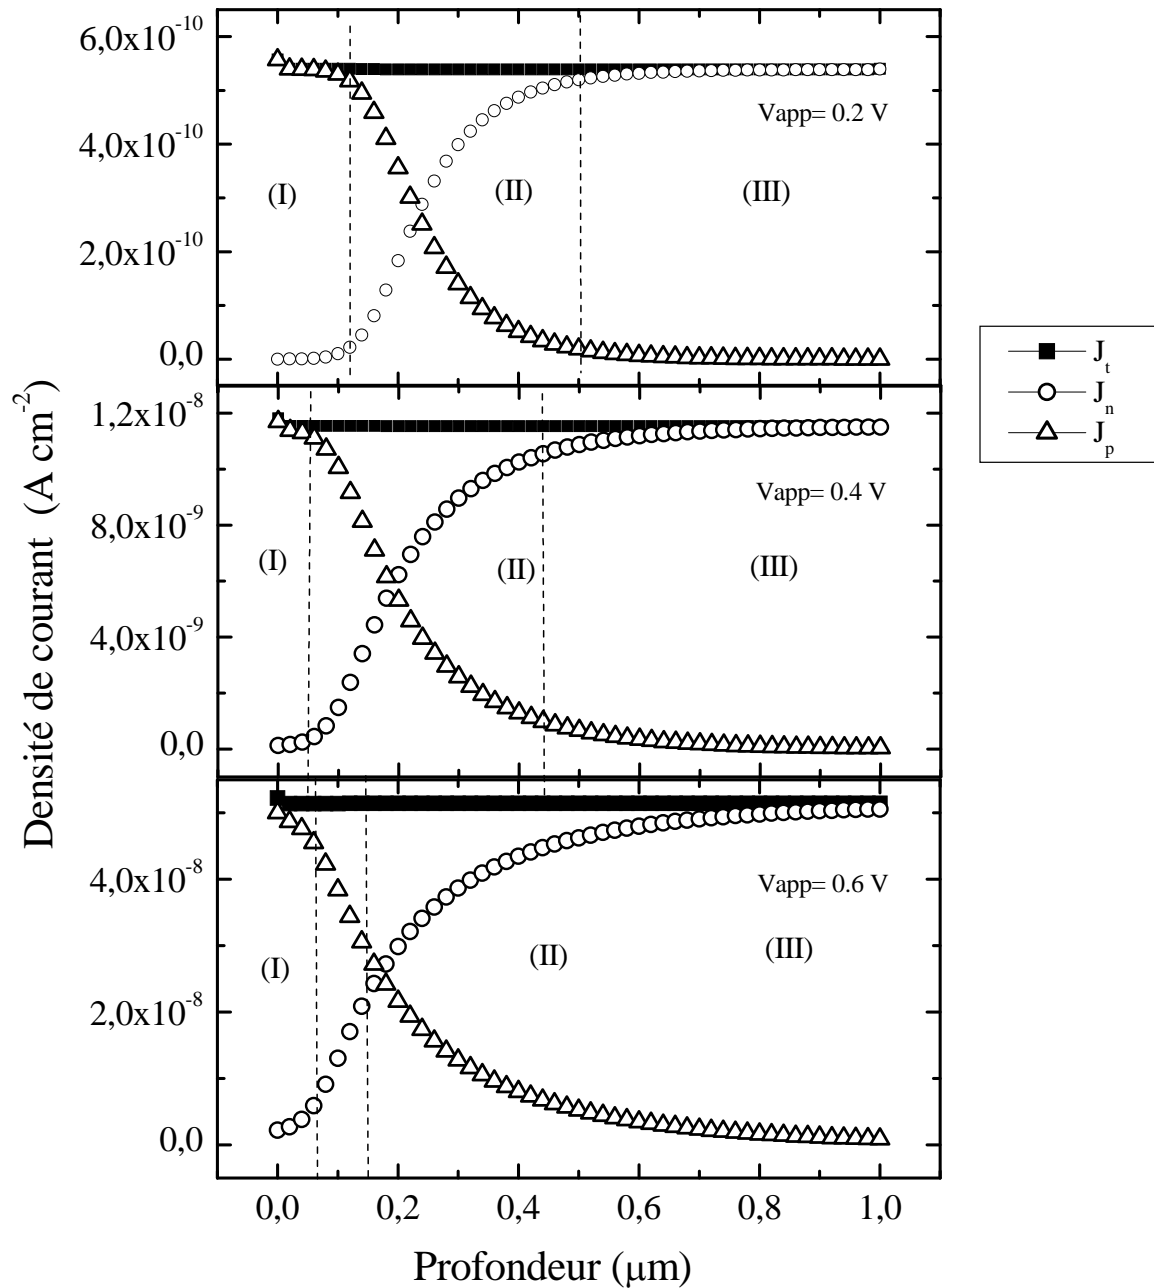 6,0x10⁻¹⁰
4,0x10⁻¹⁰
2,0x10⁻¹⁰
0,0
Vapp= 0.2 V
(I)
(II)
(III)
J_t
J_n
J_p
1,2x10⁻⁸
8,0x10⁻⁹
4,0x10⁻⁹
0,0
Vapp= 0.4 V
(I)
(II)
(III)
4,0x10⁻⁸
2,0x10⁻⁸
0,0
Vapp= 0.6 V
(I)
(II)
(III)
0,0 0,2 0,4 0,6 0,8 1,0
Profondeur (μm)
Densité de courant (A cm⁻²)